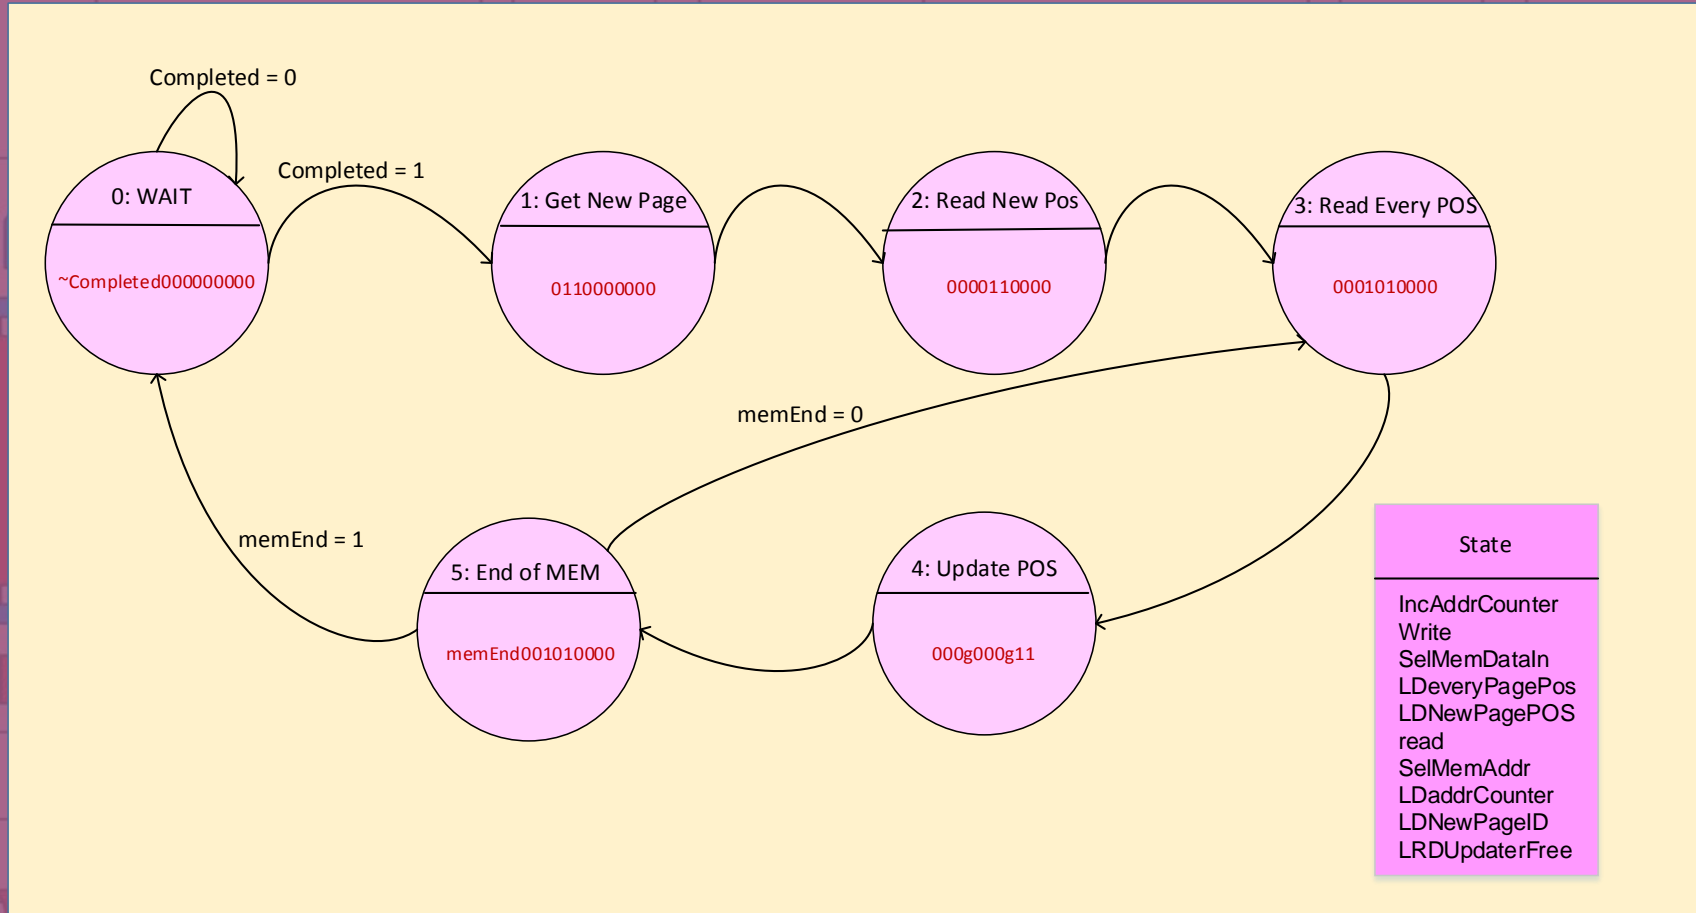 Completed = 0
Completed = 1
0: WAIT
~Completed000000000
1: Get New Page
0110000000
2: Read New Pos
0000110000
3: Read Every POS
0001010000
memEnd = 0
memEnd = 1
5: End of MEM
memEnd001010000
4: Update POS
000g000g11
State
IncAddrCounter
Write
SelMemDataIn
LDeveryPagePos
LDNewPagePOS
read
SelMemAddr
LDaddrCounter
LDNewPageID
LRDUpdaterFree